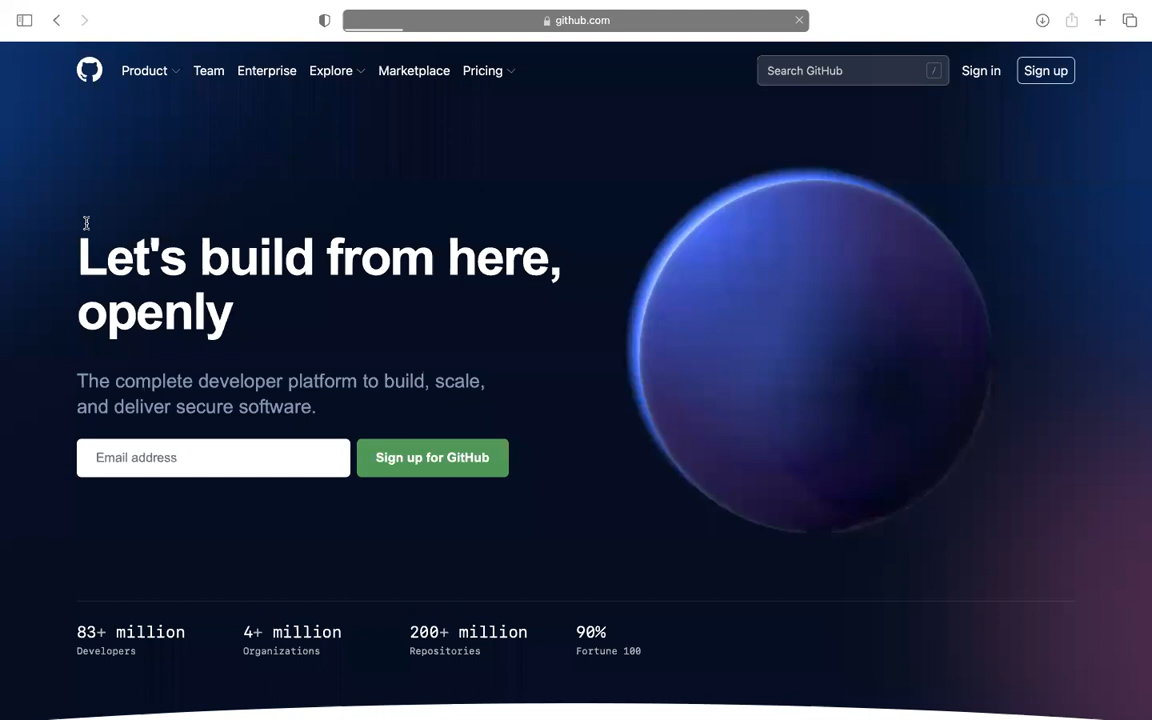 github.com
Product Team Enterprise Explore Marketplace Pricing Search GitHub / Sign in Sign up
Let's build from here,
openly
The complete developer platform to build, scale,
and deliver secure software.
Email address Sign up for GitHub
83+ million 4+ million 200+ million 90%
Developers Organizations Repositories Fortune 100